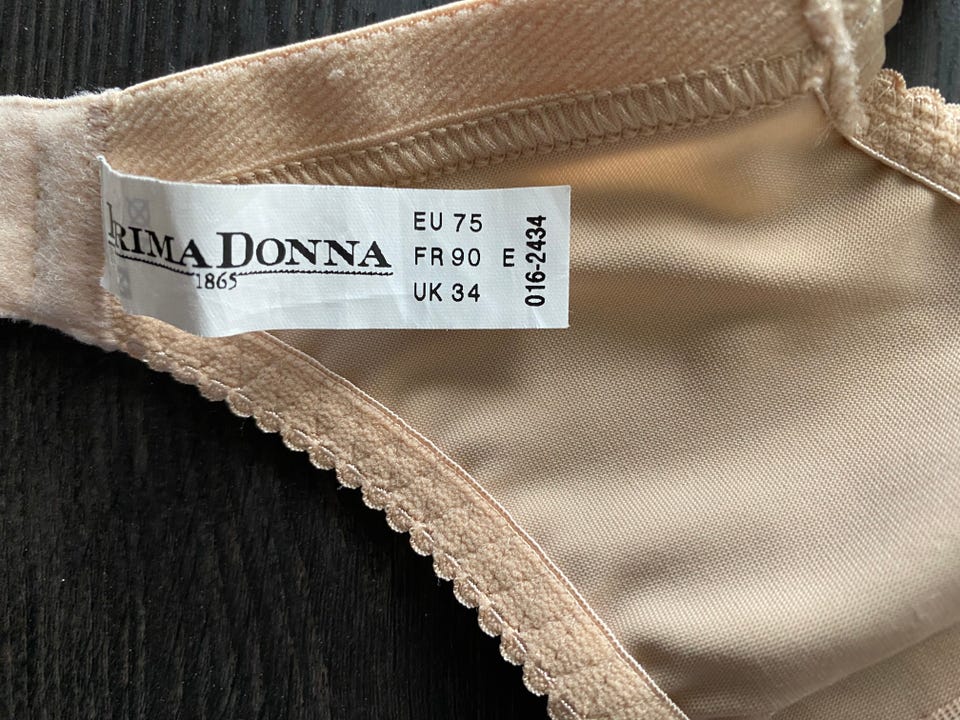 PRIMA DONNA
1865
EU 75
FR 90 E
UK 34
016-2434